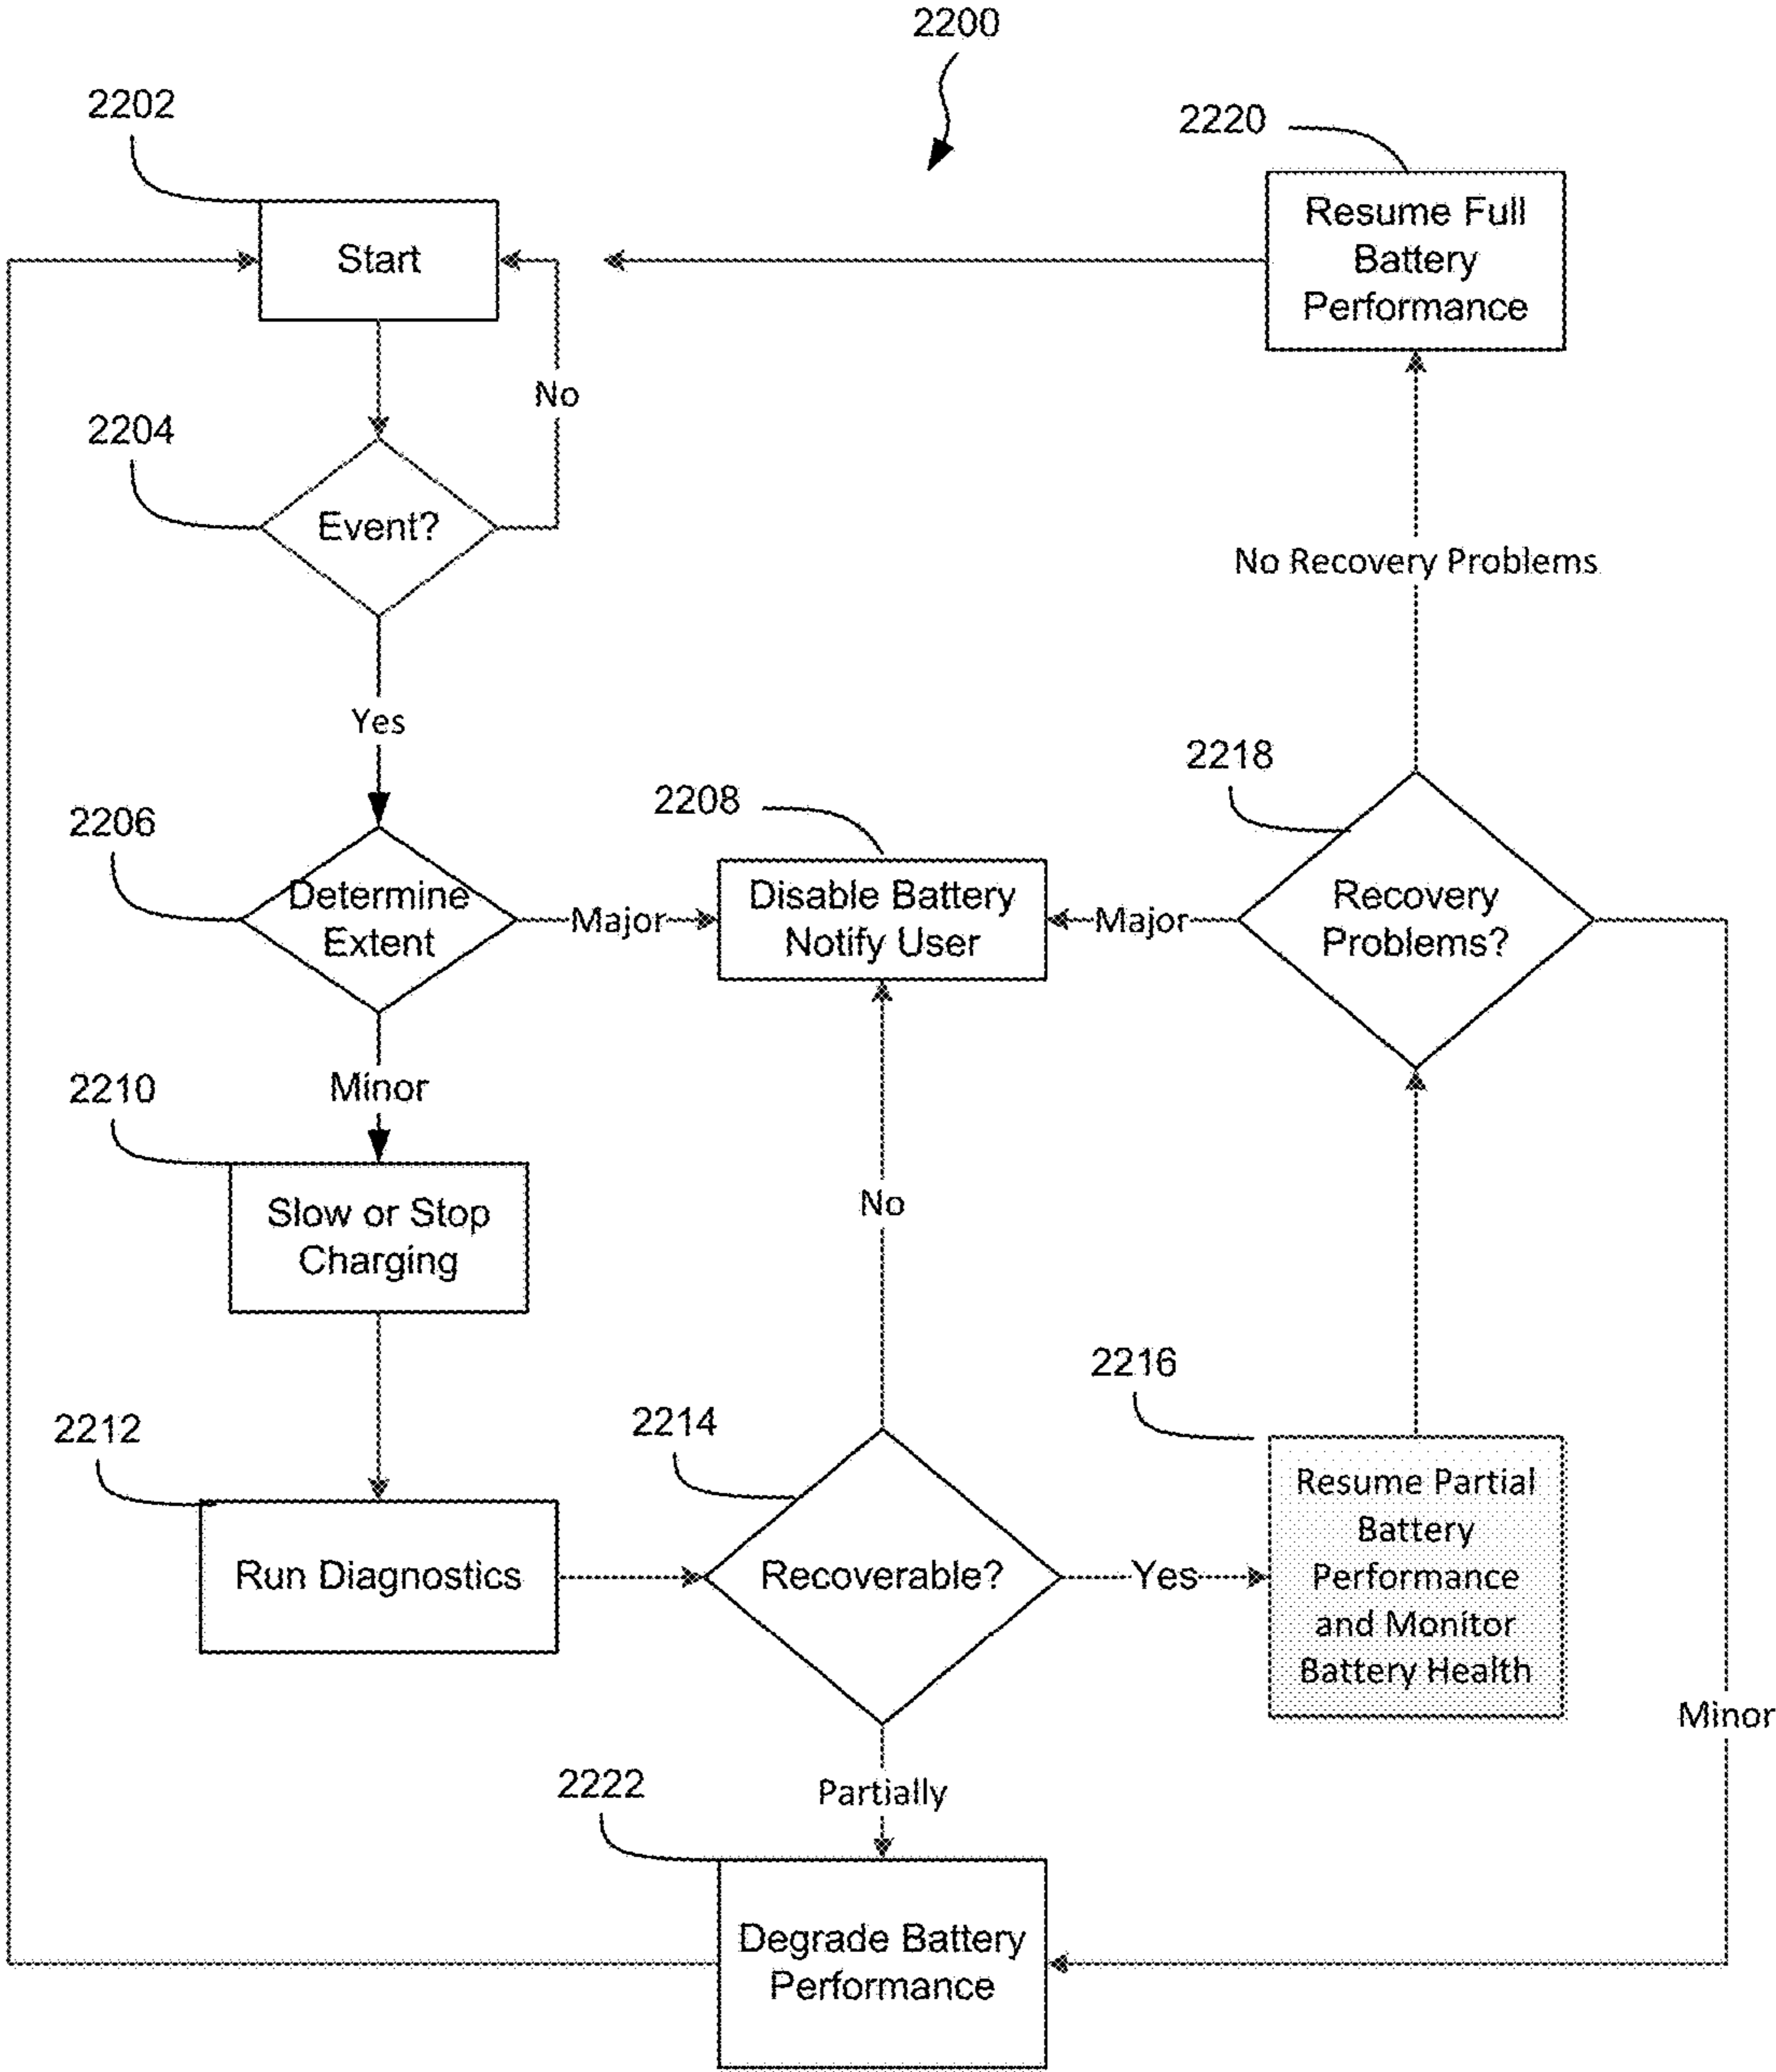 2200
2202
2220
Start
Resume Full
Battery
Performance
No
2204
Event?
No Recovery Problems
Yes
2218
2208
2206
Determine
Extent
Major
Disable Battery
Notify User
Major
Recovery
Problems?
2210
Minor
No
Slow or Stop
Charging
2216
2212
2214
Resume Partial
Battery
Performance
and Monitor
Battery Health
Run Diagnostics
Recoverable?
Yes
Minor
2222
Partially
Degrade Battery
Performance